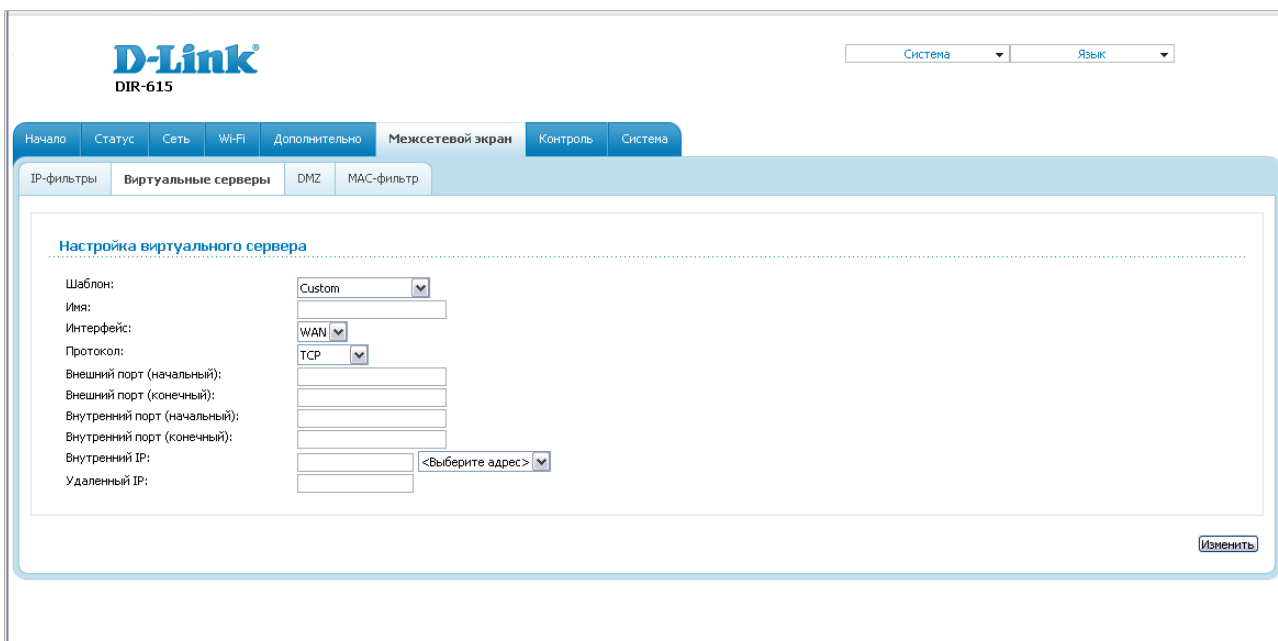 D-Link®
DIR-615
Система Язык
Начало Статус Сеть Wi-Fi Дополнительно Межсетевой экран Контроль Система
IP-фильтры Виртуальные серверы DMZ MAC-фильтр
Настройка виртуального сервера
Шаблон: Custom
Имя:
Интерфейс: WAN
Протокол: TCP
Внешний порт (начальный):
Внешний порт (конечный):
Внутренний порт (начальный):
Внутренний порт (конечный):
Внутренний IP: <Выберите адрес>
Удаленный IP:
Изменить